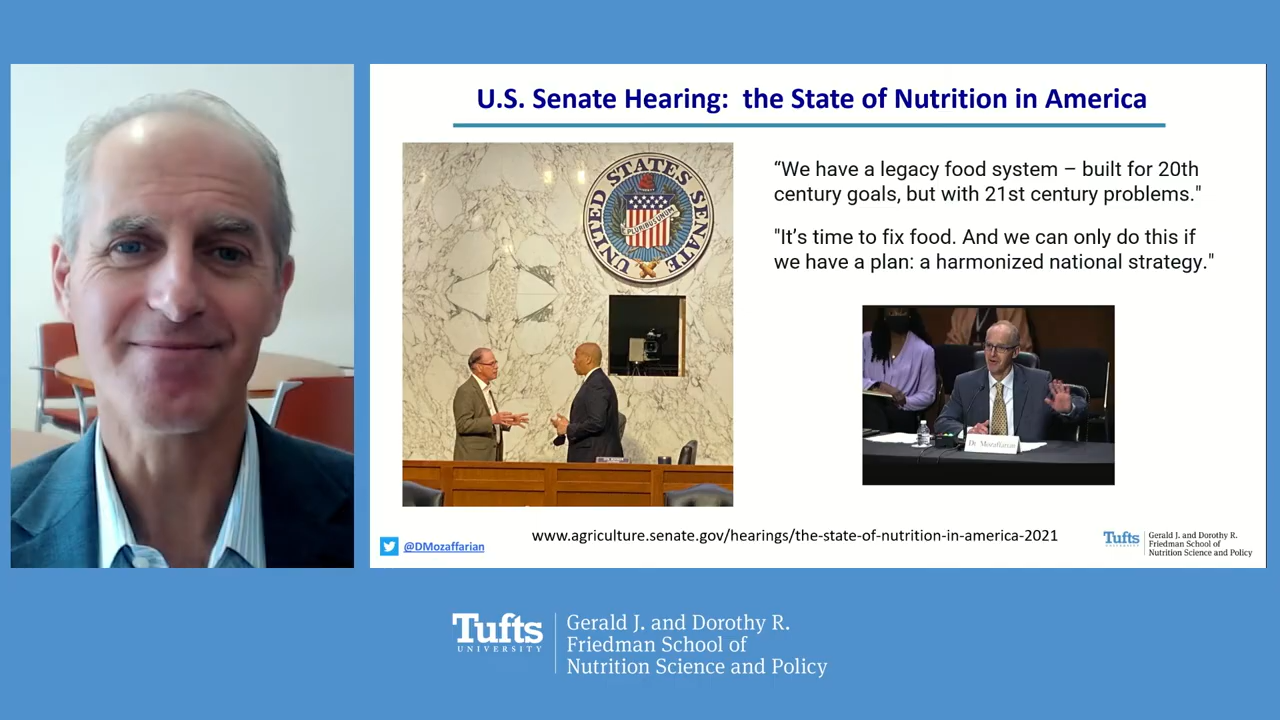 U.S. Senate Hearing:  the State of Nutrition in America
UNITED STATES SENATE
E PLURIBUS UNUM
“We have a legacy food system – built for 20th
century goals, but with 21st century problems."
"It’s time to fix food. And we can only do this if
we have a plan: a harmonized national strategy."
Dr. Mozaffarian
www.agriculture.senate.gov/hearings/the-state-of-nutrition-in-america-2021
@DMozaffarian
Tufts
UNIVERSITY
Gerald J. and Dorothy R.
Friedman School of
Nutrition Science and Policy
Tufts
UNIVERSITY
Gerald J. and Dorothy R.
Friedman School of
Nutrition Science and Policy